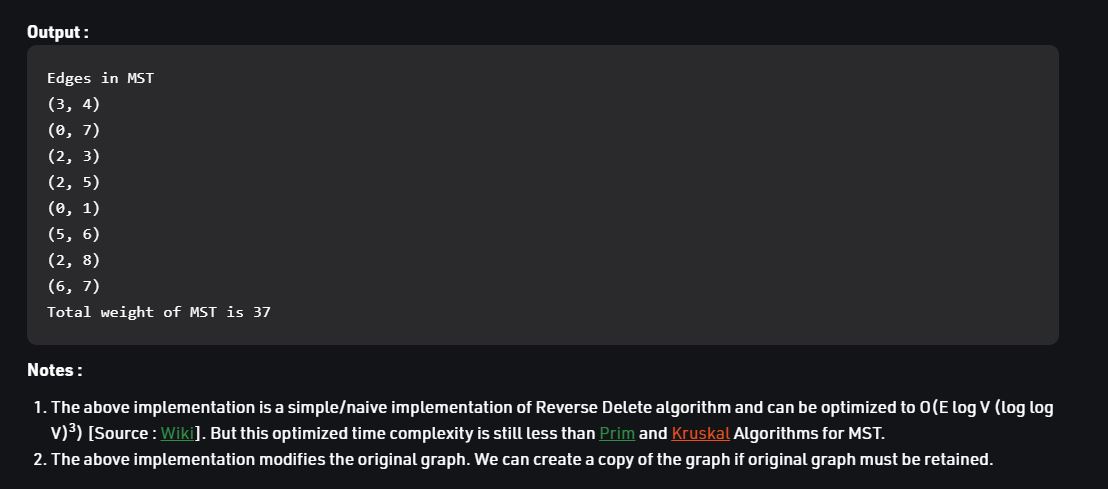 Output :
Edges in MST
(3, 4)
(0, 7)
(2, 3)
(2, 5)
(0, 1)
(5, 6)
(2, 8)
(6, 7)
Total weight of MST is 37
Notes :
1. The above implementation is a simple/naive implementation of Reverse Delete algorithm and can be optimized to O(E log V (log log
V)³) [Source : Wiki]. But this optimized time complexity is still less than Prim and Kruskal Algorithms for MST.
2. The above implementation modifies the original graph. We can create a copy of the graph if original graph must be retained.